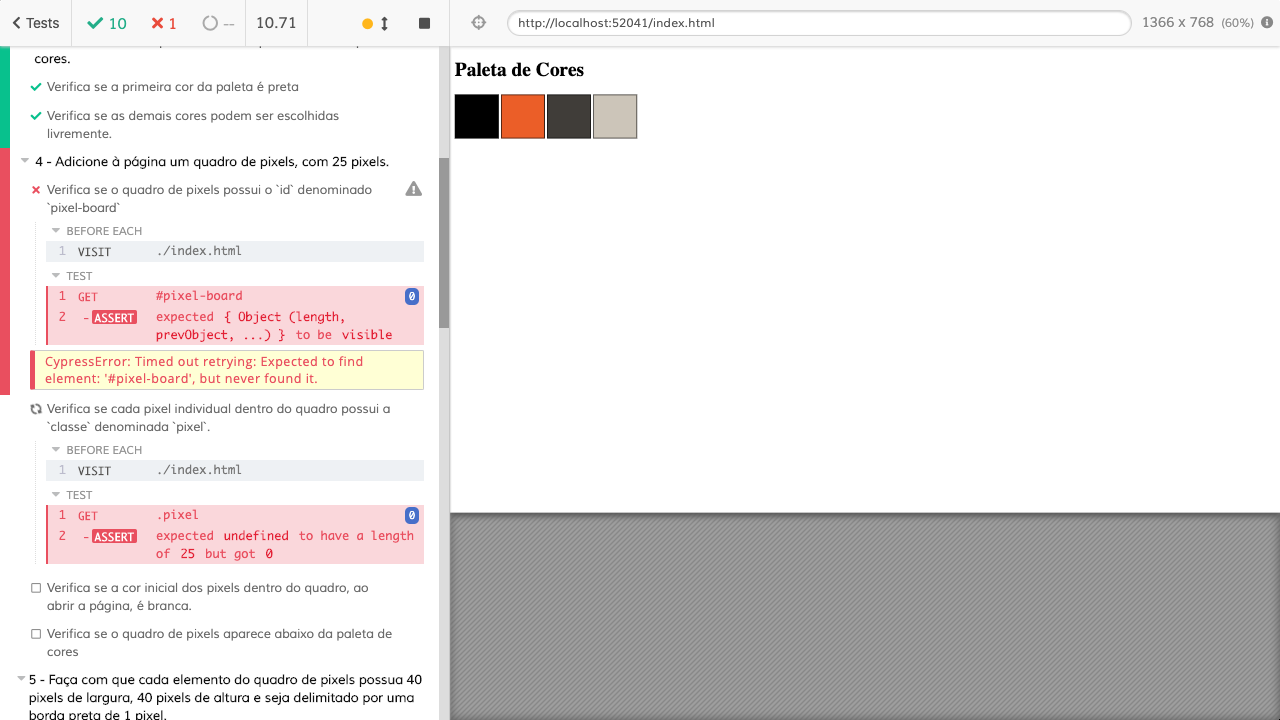 Tests
10
1
--
10.71
http://localhost:52041/index.html
1366 x 768 (60%)
cores.
Verifica se a primeira cor da paleta é preta
Verifica se as demais cores podem ser escolhidas
livremente.
4 - Adicione à página um quadro de pixels, com 25 pixels.
Verifica se o quadro de pixels possui o `id` denominado
`pixel-board`
BEFORE EACH
1 VISIT ./index.html
TEST
1 GET #pixel-board 0
2 -ASSERT expected { Object (length,
prevObject, ...) } to be visible
CypressError: Timed out retrying: Expected to find
element: '#pixel-board', but never found it.
Verifica se cada pixel individual dentro do quadro possui a
`classe` denominada `pixel`.
BEFORE EACH
1 VISIT ./index.html
TEST
1 GET .pixel 0
2 -ASSERT expected undefined to have a length
of 25 but got 0
Verifica se a cor inicial dos pixels dentro do quadro, ao
abrir a página, é branca.
Verifica se o quadro de pixels aparece abaixo da paleta de
cores
5 - Faça com que cada elemento do quadro de pixels possua 40
pixels de largura, 40 pixels de altura e seja delimitado por uma
borda preta de 1 pixel.
Paleta de Cores